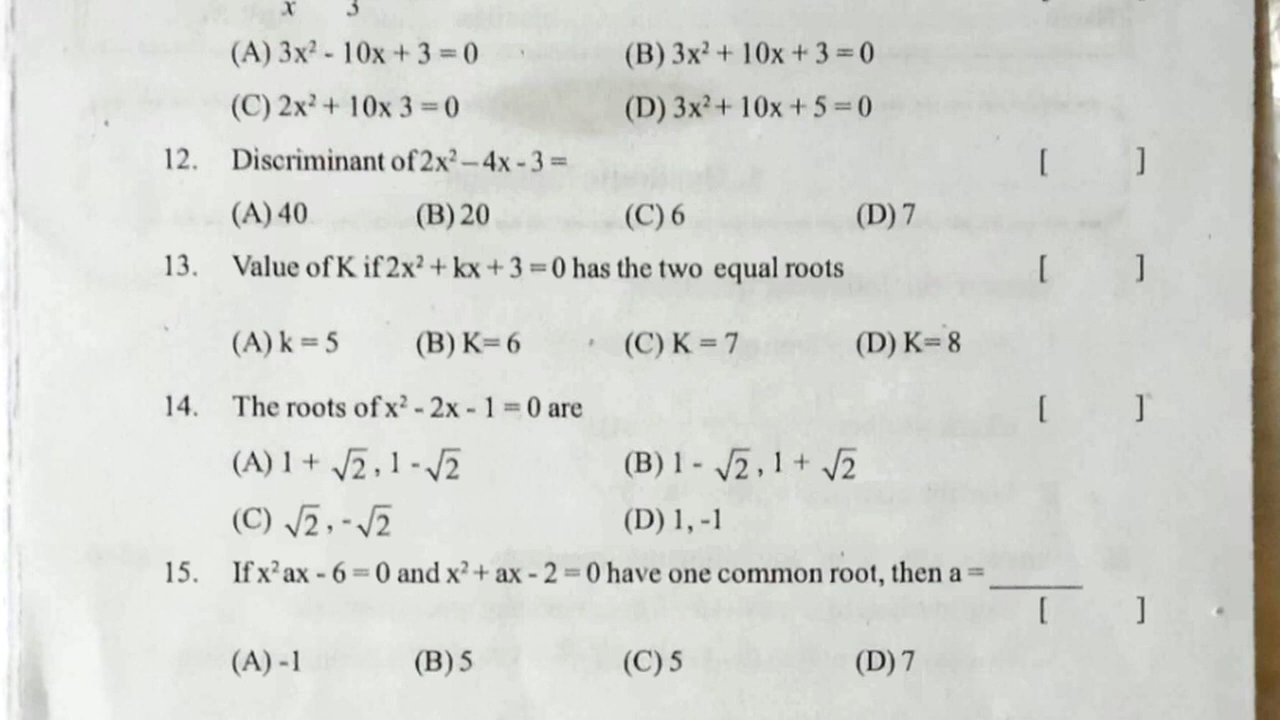 x 3
(A) 3x² - 10x + 3 = 0 (B) 3x² + 10x + 3 = 0
(C) 2x² + 10x 3 = 0 (D) 3x² + 10x + 5 = 0
12. Discriminant of 2x² – 4x - 3 = [ ]
(A) 40 (B) 20 (C) 6 (D) 7
13. Value of K if 2x² + kx + 3 = 0 has the two equal roots [ ]
(A) k = 5 (B) K= 6 (C) K = 7 (D) K= 8
14. The roots of x² - 2x - 1 = 0 are [ ]
(A) 1 + √2 , 1 - √2 (B) 1 - √2 , 1 + √2
(C) √2 , - √2 (D) 1, -1
15. If x² ax - 6 = 0 and x² + ax - 2 = 0 have one common root, then a = ______
[ ]
(A) -1 (B) 5 (C) 5 (D) 7